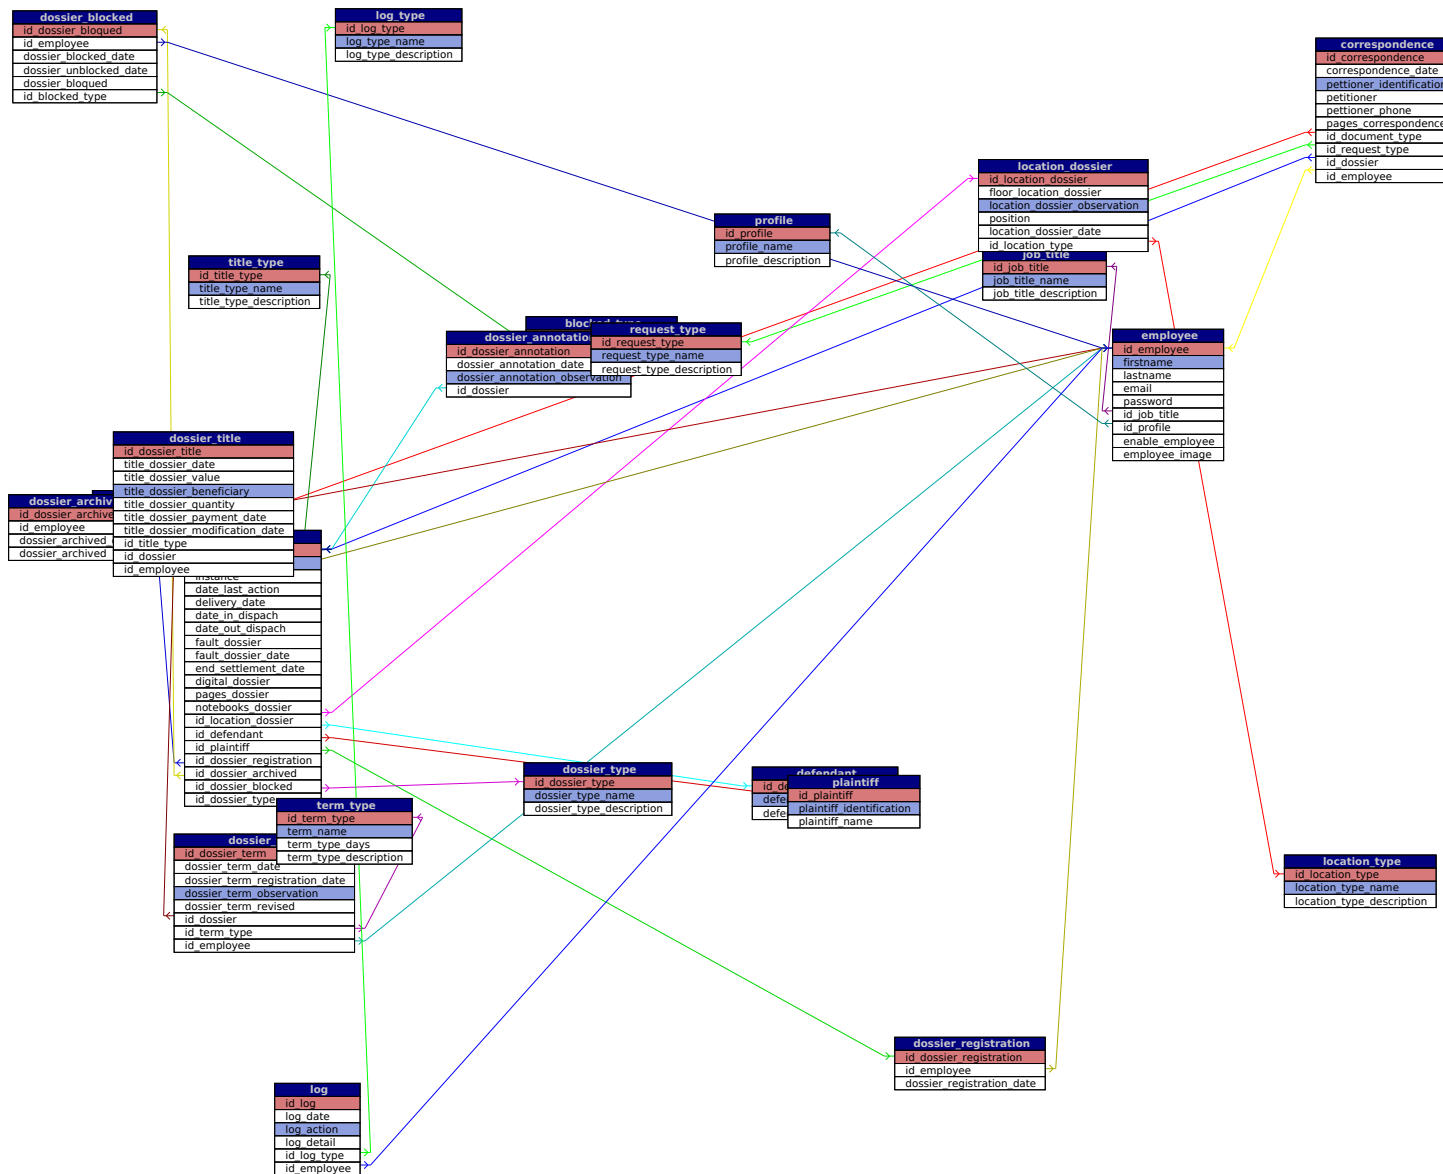 dossier_blocked
id_dossier_bloqued
id_employee
dossier_blocked_date
dossier_unblocked_date
dossier_bloqued
id_blocked_type
log_type
id_log_type
log_type_name
log_type_description
correspondence
id_correspondence
correspondence_date
pettioner_identification
petitioner
pettioner_phone
pages_correspondence
id_document_type
id_request_type
id_dossier
id_employee
location_dossier
id_location_dossier
floor_location_dossier
location_dossier_observation
position
location_dossier_date
id_location_type
profile
id_profile
profile_name
profile_description
job_title
id_job_title
job_title_name
job_title_description
title_type
id_title_type
title_type_name
title_type_description
request_type
id_request_type
request_type_name
request_type_description
dossier_annotation
id_dossier_annotation
dossier_annotation_date
dossier_annotation_observation
id_dossier
employee
id_employee
firstname
lastname
email
password
id_job_title
id_profile
enable_employee
employee_image
dossier_title
id_dossier_title
title_dossier_date
title_dossier_value
title_dossier_beneficiary
title_dossier_quantity
title_dossier_payment_date
title_dossier_modification_date
id_title_type
id_dossier
id_employee
id_employee
dossier_archived
date_last_action
delivery_date
date_in_dispach
date_out_dispach
fault_dossier
fault_dossier_date
end_settlement_date
digital_dossier
pages_dossier
notebooks_dossier
id_location_dossier
id_defendant
id_plaintiff
id_dossier_registration
id_dossier_archived
id_dossier_blocked
id_dossier_type
dossier_type
id_dossier_type
dossier_type_name
dossier_type_description
defendant
plaintiff
id_plaintiff
plaintiff_identification
plaintiff_name
term_type
id_term_type
term_name
term_type_days
term_type_description
id_dossier_term
dossier_term_date
dossier_term_registration_date
dossier_term_observation
dossier_term_revised
id_dossier
id_term_type
id_employee
location_type
id_location_type
location_type_name
location_type_description
dossier_registration
id_dossier_registration
id_employee
dossier_registration_date
log
id_log
log_date
log_action
log_detail
id_log_type
id_employee